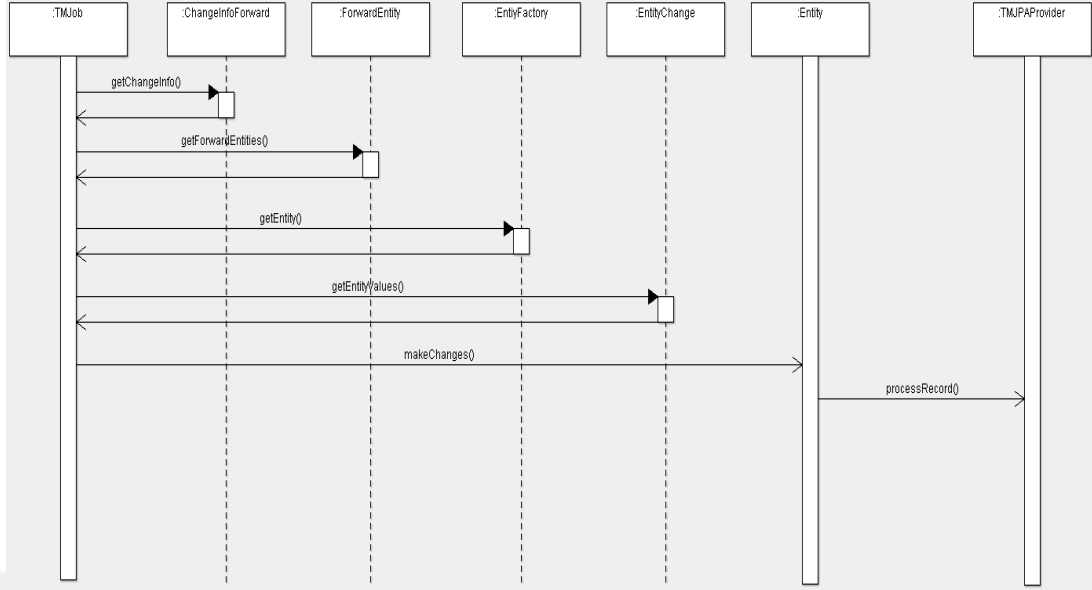 :TMJob
:ChangeInfoForward
:ForwardEntity
:EntiyFactory
:EntityChange
:Entity
:TMJPAProvider
getChangeInfo()
getForwardEntities()
getEntity()
getEntityValues()
makeChanges()
processRecord()